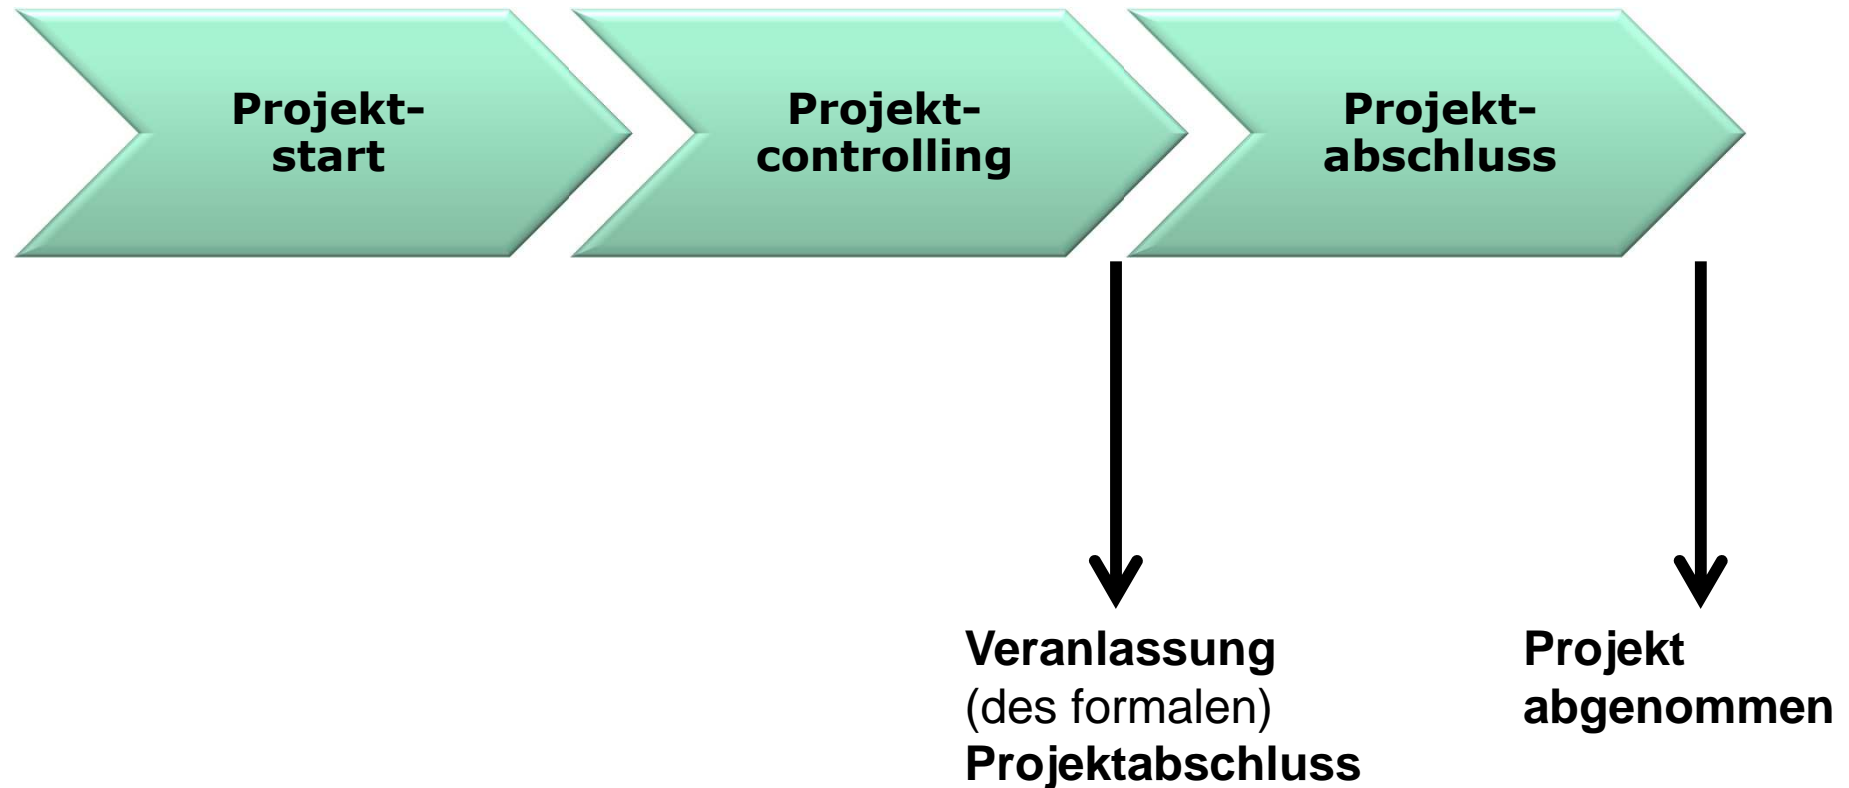 Projekt-
start
Projekt-
controlling
Projekt-
abschluss
Veranlassung
(des formalen)
Projektabschluss
Projekt
abgenommen